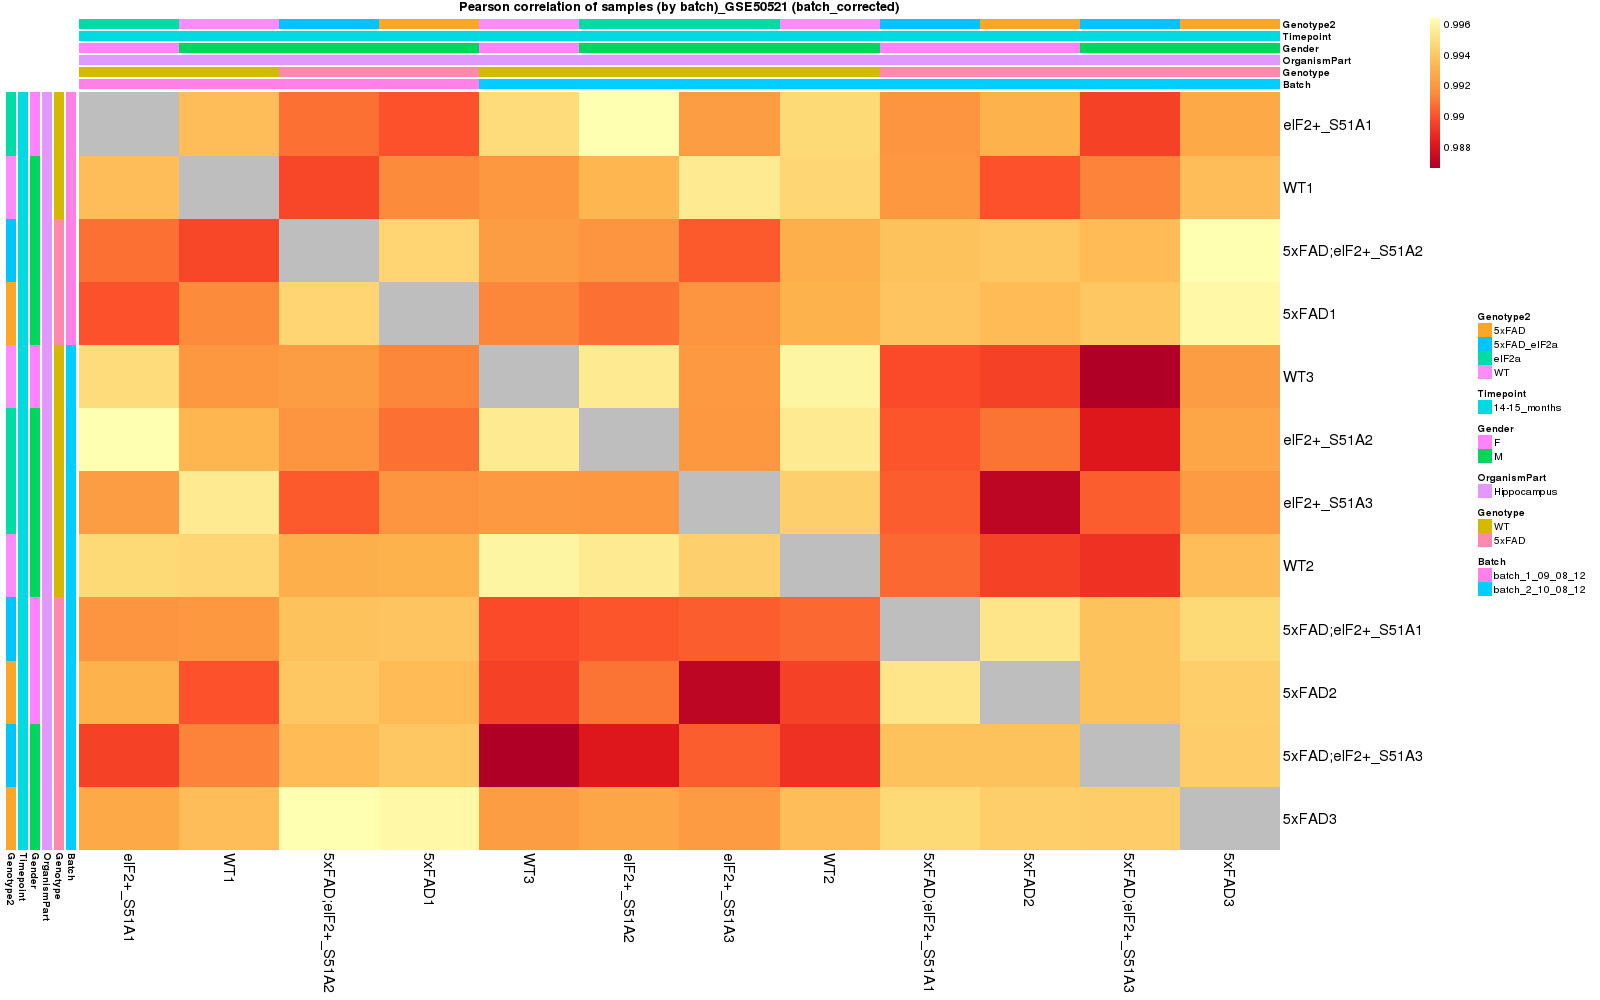 Pearson correlation of samples (by batch)_GSE50521 (batch_corrected)
Genotype2
Timepoint
Gender
OrganismPart
Genotype
Batch
0.996
0.994
0.992
0.99
0.988
eIF2+_S51A1
WT1
5xFAD;eIF2+_S51A2
5xFAD1
WT3
eIF2+_S51A2
eIF2+_S51A3
WT2
5xFAD;eIF2+_S51A1
5xFAD2
5xFAD;eIF2+_S51A3
5xFAD3
Genotype2
5xFAD
5xFAD_eIF2a
eIF2a
WT
Timepoint
14-15_months
Gender
F
M
OrganismPart
Hippocampus
Genotype
WT
5xFAD
Batch
batch_1_09_08_12
batch_2_10_08_12
Genotype2
Timepoint
Gender
OrganismPart
Genotype
Batch
eIF2+_S51A1
WT1
5xFAD;eIF2+_S51A2
5xFAD1
WT3
eIF2+_S51A2
eIF2+_S51A3
WT2
5xFAD;eIF2+_S51A1
5xFAD2
5xFAD;eIF2+_S51A3
5xFAD3